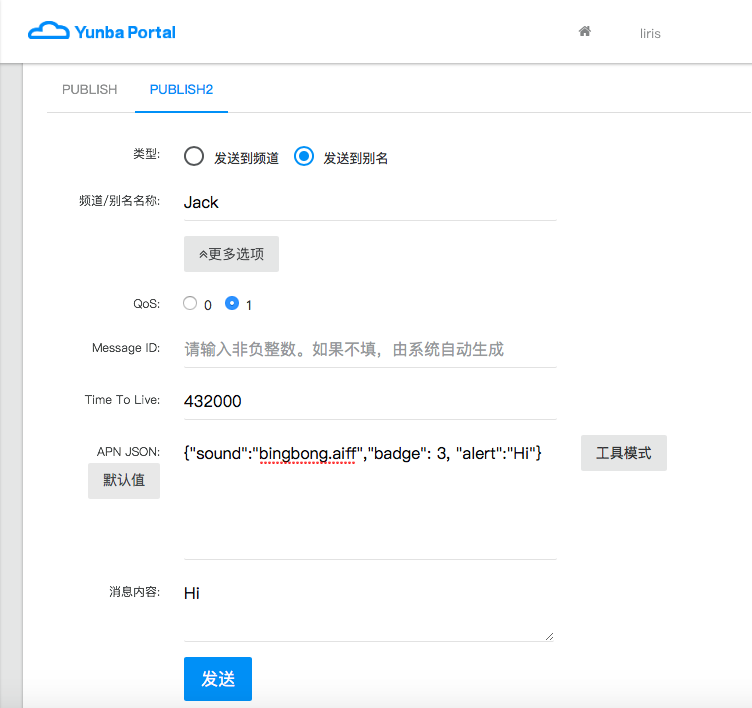 Yunba Portal
liris
PUBLISH PUBLISH2
类型: 发送到频道 发送到别名
频道/别名名称: Jack
更多选项
QoS: 0 1
Message ID: 请输入非负整数。如果不填，由系统自动生成
Time To Live: 432000
APN JSON: {"sound":"bingbong.aiff","badge": 3, "alert":"Hi"} 工具模式
默认值
消息内容: Hi
发送